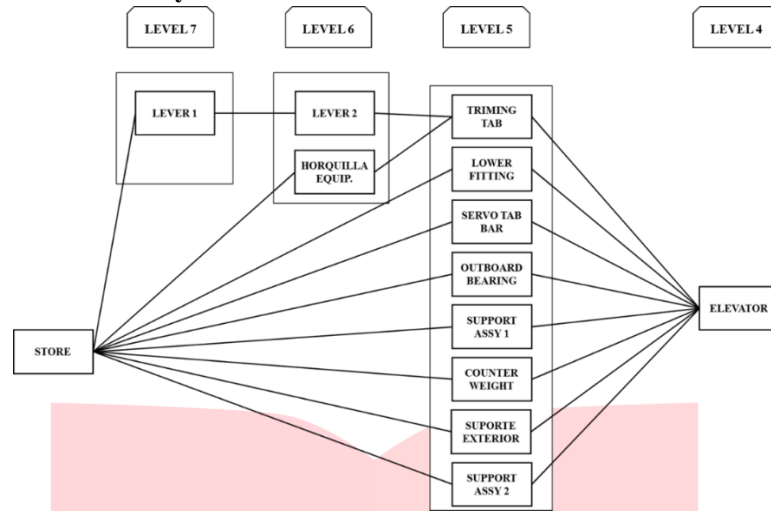 LEVEL 7
LEVEL 6
LEVEL 5
LEVEL 4
LEVER 1
LEVER 2
TRIMING
TAB
HORQUILLA
EQUIP.
LOWER
FITTING
SERVO TAB
BAR
OUTBOARD
BEARING
ELEVATOR
SUPPORT
ASSY 1
STORE
COUNTER
WEIGHT
SUPORTE
EXTERIOR
SUPPORT
ASSY 2